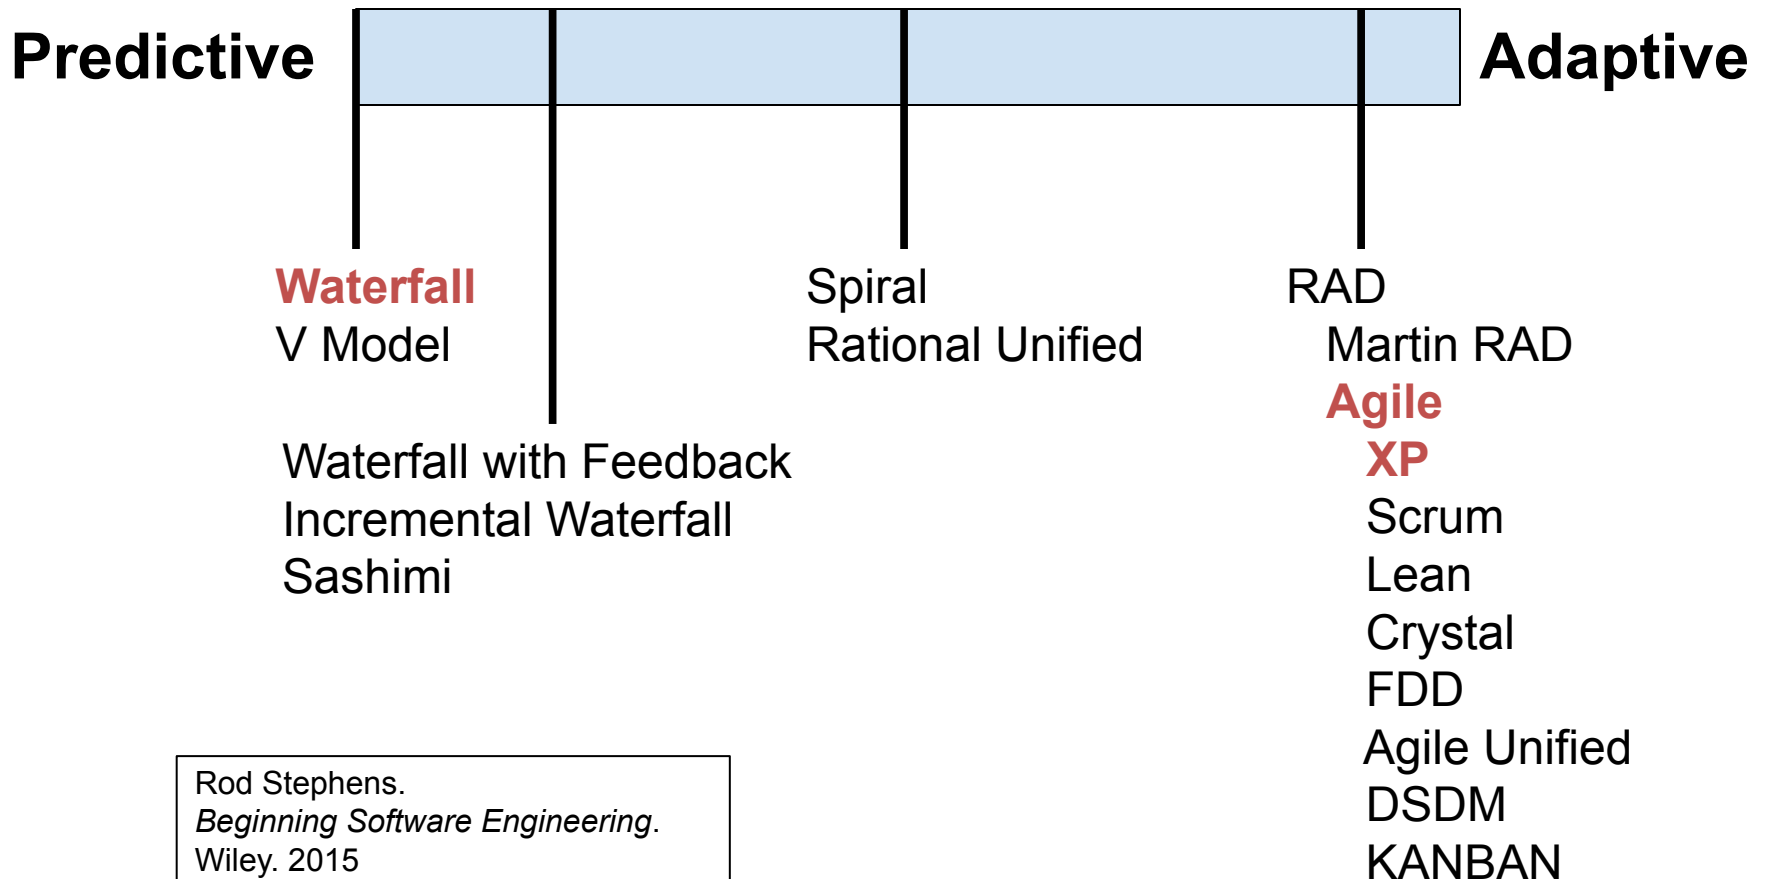 Predictive
Adaptive
Waterfall
V Model
Waterfall with Feedback
Incremental Waterfall
Sashimi
Spiral
Rational Unified
RAD
Martin RAD
Agile
XP
Scrum
Lean
Crystal
FDD
Agile Unified
DSDM
KANBAN
Rod Stephens.
Beginning Software Engineering.
Wiley. 2015